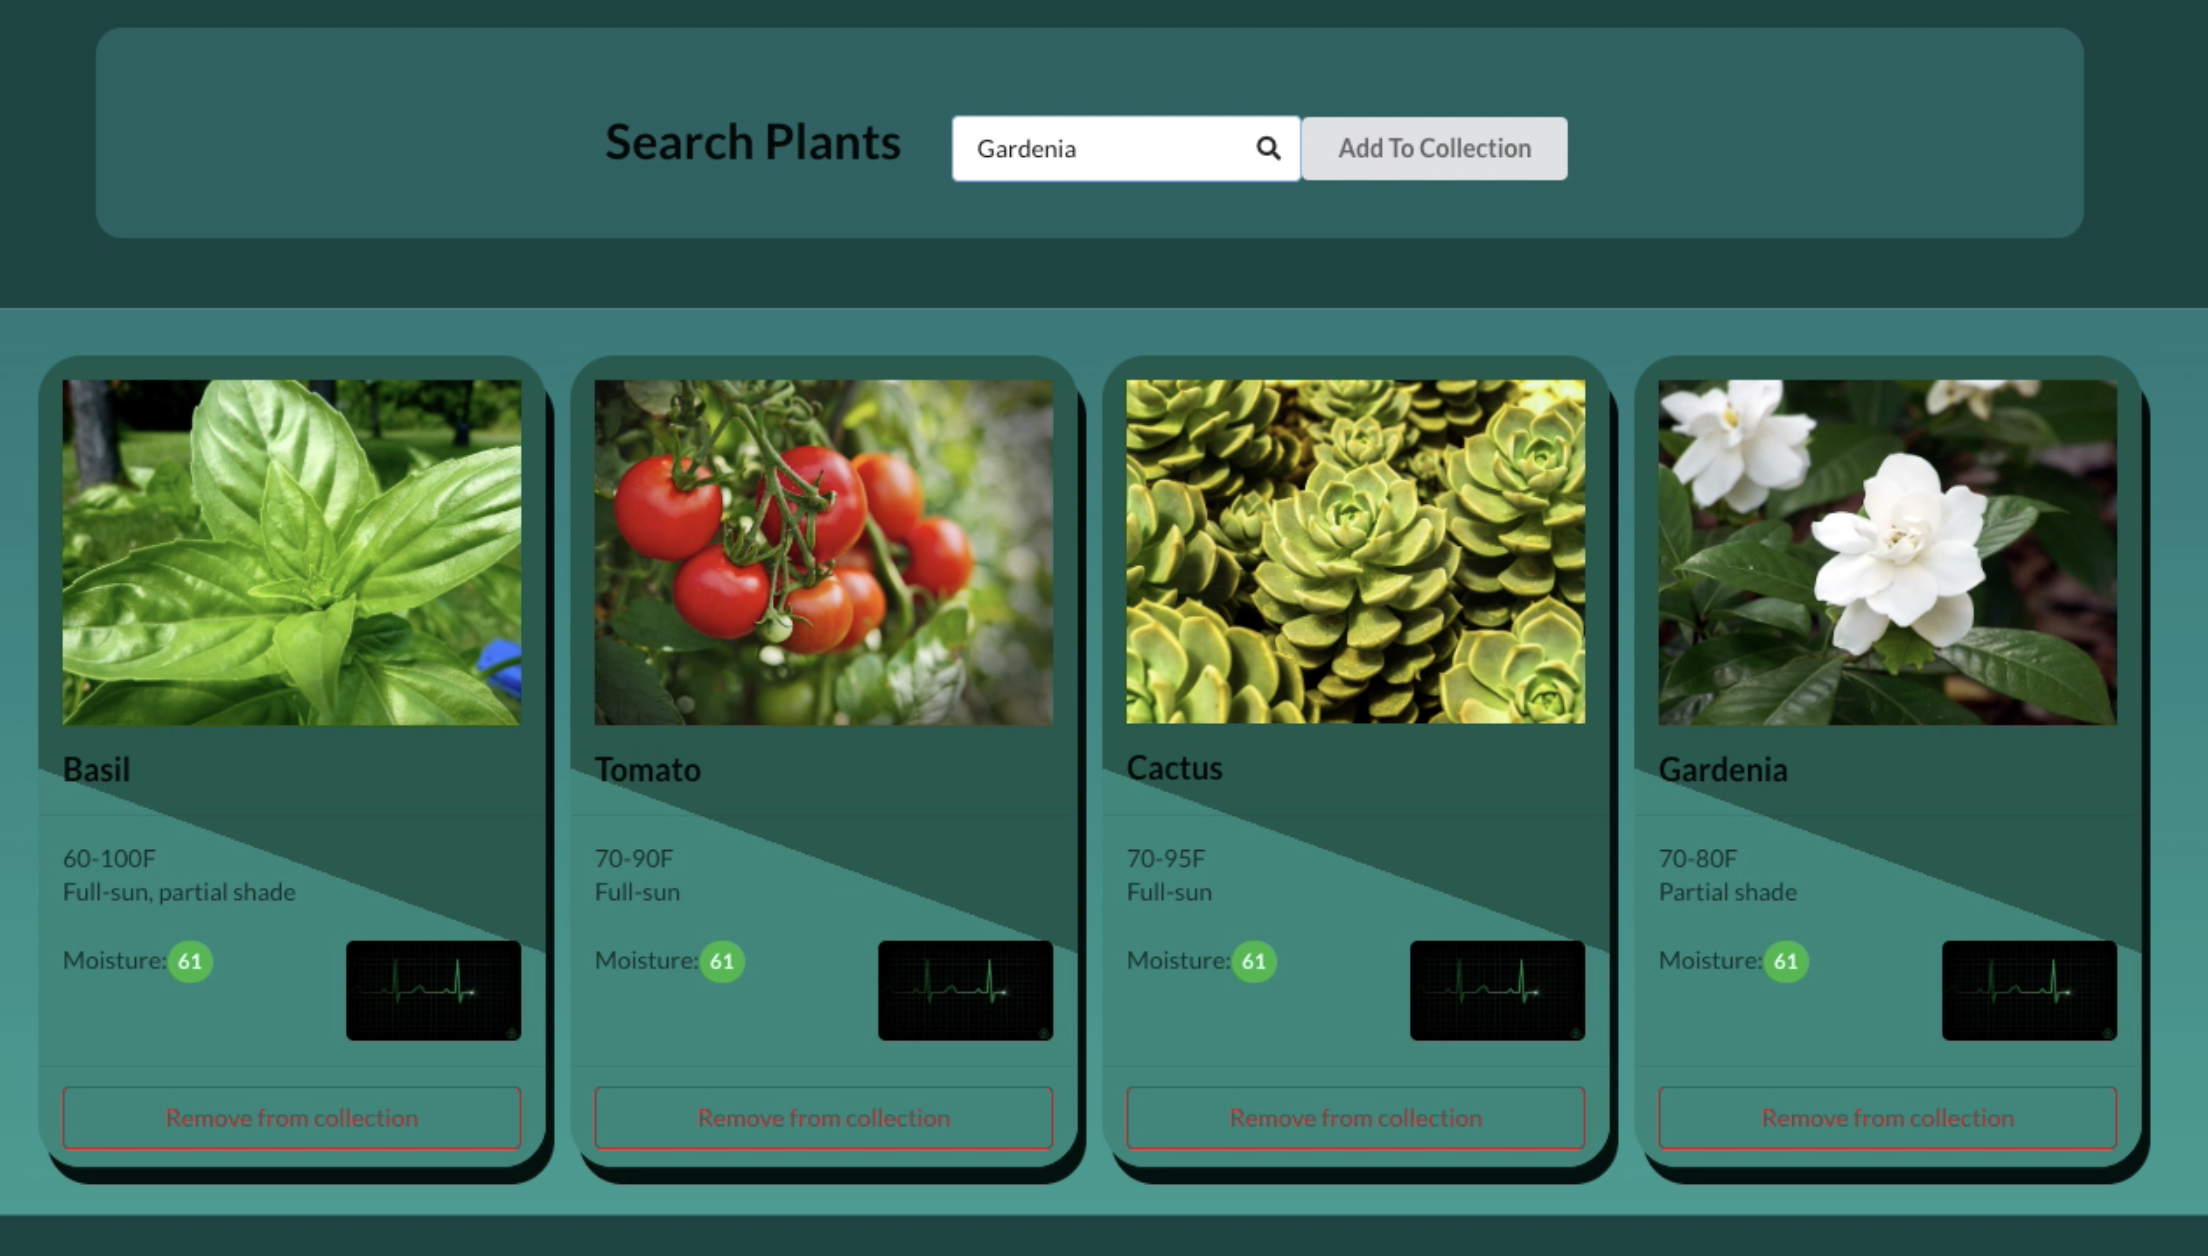 Search Plants
Gardenia
Add To Collection
Basil
60-100F
Full-sun, partial shade
Moisture: 61
Remove from collection
Tomato
70-90F
Full-sun
Moisture: 61
Remove from collection
Cactus
70-95F
Full-sun
Moisture: 61
Remove from collection
Gardenia
70-80F
Partial shade
Moisture: 61
Remove from collection